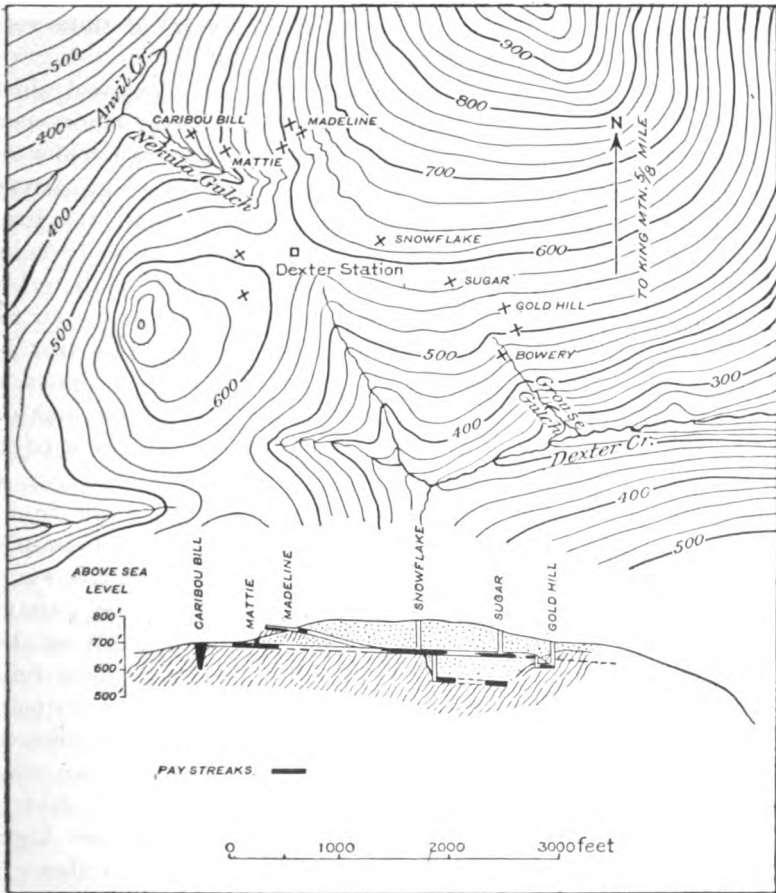 500
900
Anvil Cr.
400
CARIBOU BILL
MADELINE
800
N
MATTIE
Nekula Gulch
700
TO KING MTN. 5/8 MILE
400
SNOWFLAKE
600
Dexter Station
SUGAR
GOLD HILL
500
500
BOWERY
600
300
Grouse Gulch
400
Dexter Cr.
400
500
ABOVE SEA
LEVEL
CARIBOU BILL
MATTIE
MADELINE
SNOWFLAKE
SUGAR
GOLD HILL
800'
700'
600'
500'
PAY STREAKS.
0 1000 2000 3000 feet